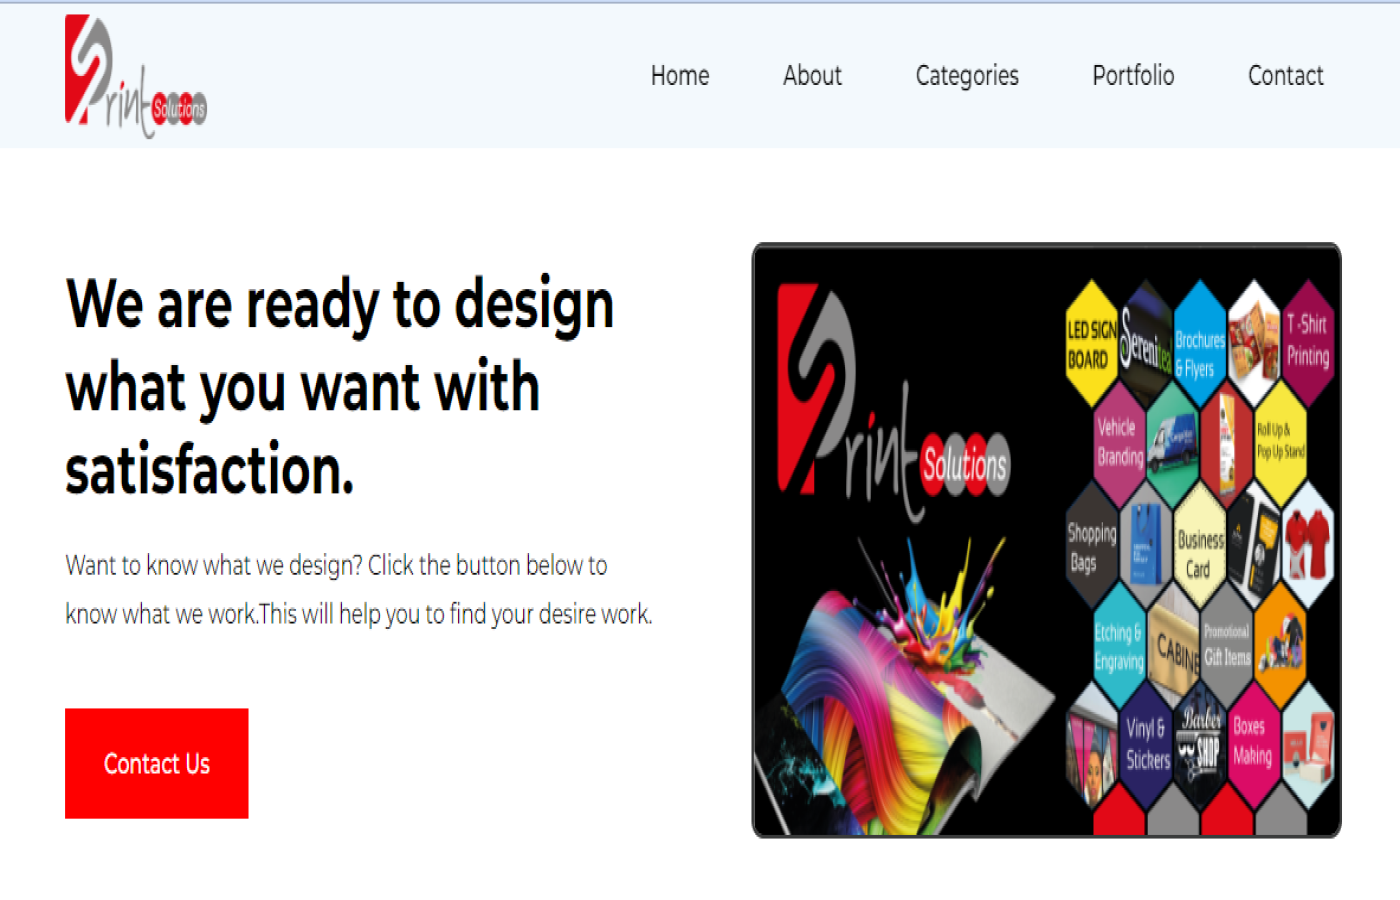 Print Solutions
Home About Categories Portfolio Contact
We are ready to design
what you want with
satisfaction.
Want to know what we design? Click the button below to
know what we work.This will help you to find your desire work.
Contact Us
Print Solutions
LED SIGN
BOARD
Serenitea
Brochures
& Flyers
T -Shirt
Printing
Vehicle
Branding
Roll Up &
Pop Up Stand
Shopping
Bags
Business
Card
Etching &
Engraving
CABINE
Promotional
Gift Items
Vinyl &
Stickers
Barber
SHOP
Boxes
Making